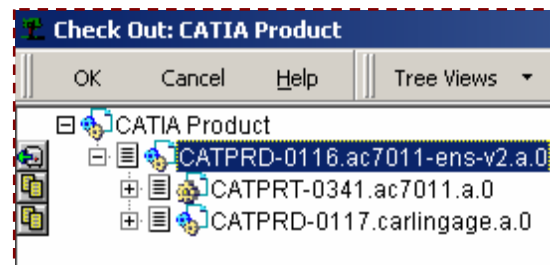 Check Out: CATIA Product
OK Cancel Help Tree Views
CATIA Product
CATPRD-0116.ac7011-ens-v2.a.0
CATPRT-0341.ac7011.a.0
CATPRD-0117.carlingage.a.0